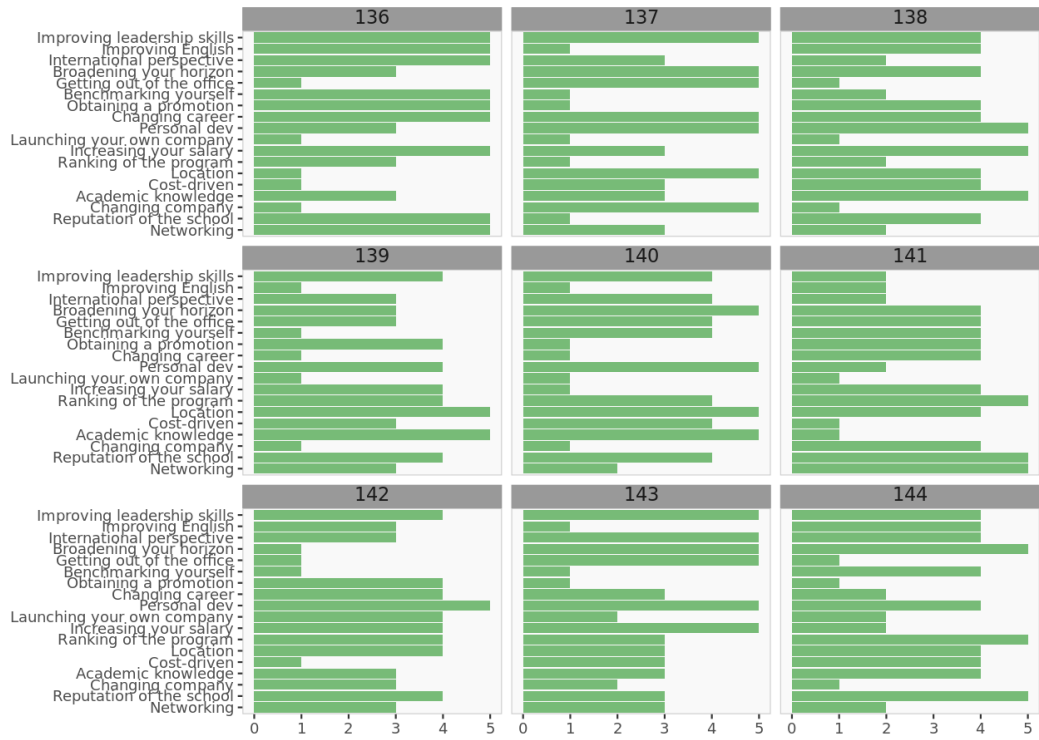 136
137
138
Improving leadership skills
Improving English
International perspective
Broadening your horizon
Getting out of the office
Benchmarking yourself
Obtaining a promotion
Changing career
Personal dev
Launching your own company
Increasing your salary
Ranking of the program
Location
Cost-driven
Academic knowledge
Changing company
Reputation of the school
Networking
139
140
141
Improving leadership skills
Improving English
International perspective
Broadening your horizon
Getting out of the office
Benchmarking yourself
Obtaining a promotion
Changing career
Personal dev
Launching your own company
Increasing your salary
Ranking of the program
Location
Cost-driven
Academic knowledge
Changing company
Reputation of the school
Networking
142
143
144
Improving leadership skills
Improving English
International perspective
Broadening your horizon
Getting out of the office
Benchmarking yourself
Obtaining a promotion
Changing career
Personal dev
Launching your own company
Increasing your salary
Ranking of the program
Location
Cost-driven
Academic knowledge
Changing company
Reputation of the school
Networking
0 1 2 3 4 5
0 1 2 3 4 5
0 1 2 3 4 5